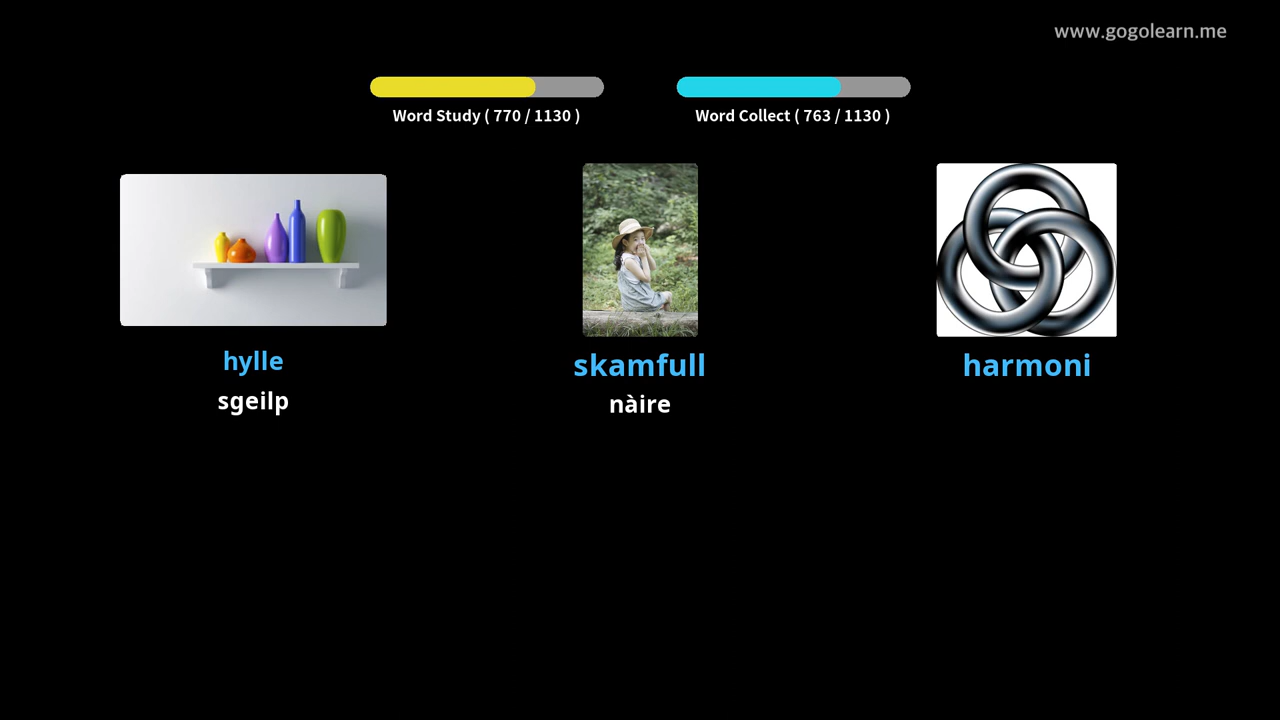 www.gogolearn.me
Word Study ( 770 / 1130 )
Word Collect ( 763 / 1130 )
hylle
skamfull
harmoni
sgeilp
nàire